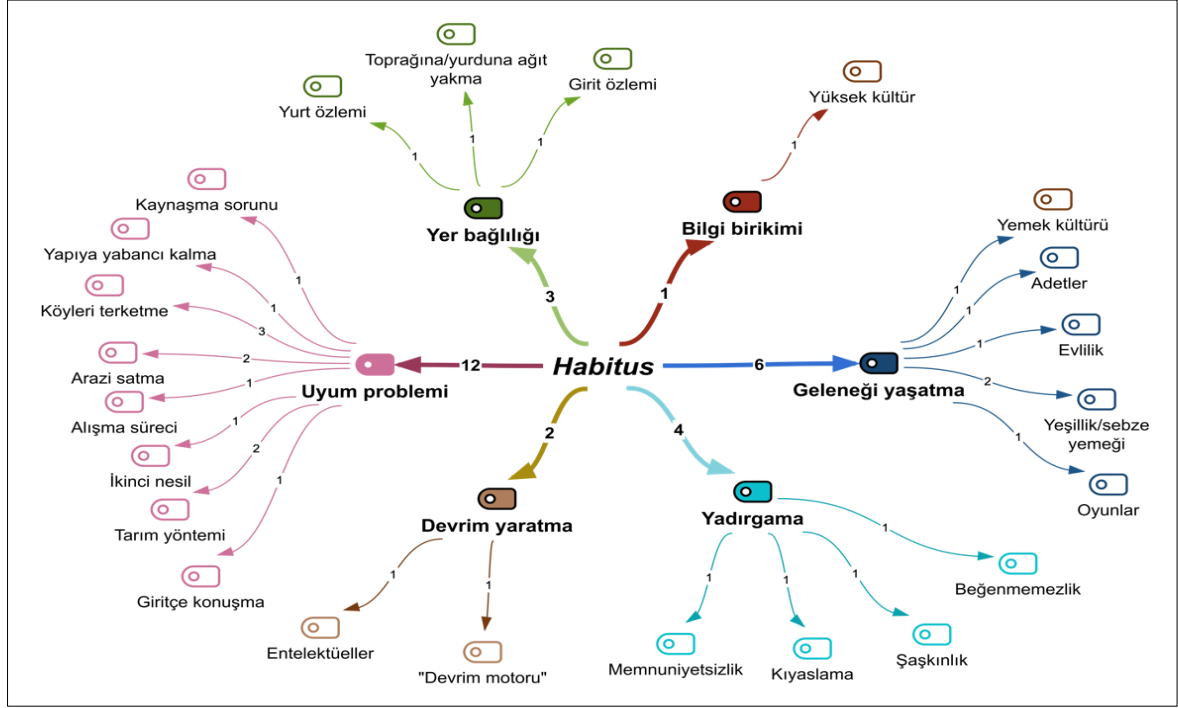 Toprağına/yurduna ağıt
yakma
Yurt özlemi
Girit özlemi
1
1
1
Yer bağlılığı
3
Yüksek kültür
1
Bilgi birikimi
1
Kaynaşma sorunu
Yapıya yabancı kalma
Köyleri terketme
Arazi satma
Alışma süreci
İkinci nesil
Tarım yöntemi
Giritçe konuşma
1
1
3
2
1
1
2
1
Uyum problemi
12
Habitus
6
Geleneği yaşatma
Yemek kültürü
Adetler
Evlilik
Yeşillik/sebze
yemeği
Oyunlar
1
1
1
2
1
2
Devrim yaratma
1
1
Entelektüeller
"Devrim motoru"
4
Yadırgama
1
1
1
1
Memnuniyetsizlik
Kıyaslama
Şaşkınlık
Beğenmemezlik